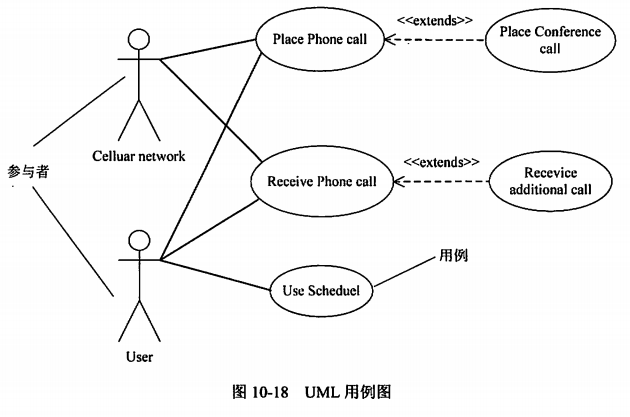 <<extends>>
Place Phone call
Place Conference
call
Celluar network
参与者
Receive Phone call
<<extends>>
Recevice
additional call
用例
Use Scheduel
User
图 10-18 UML 用例图